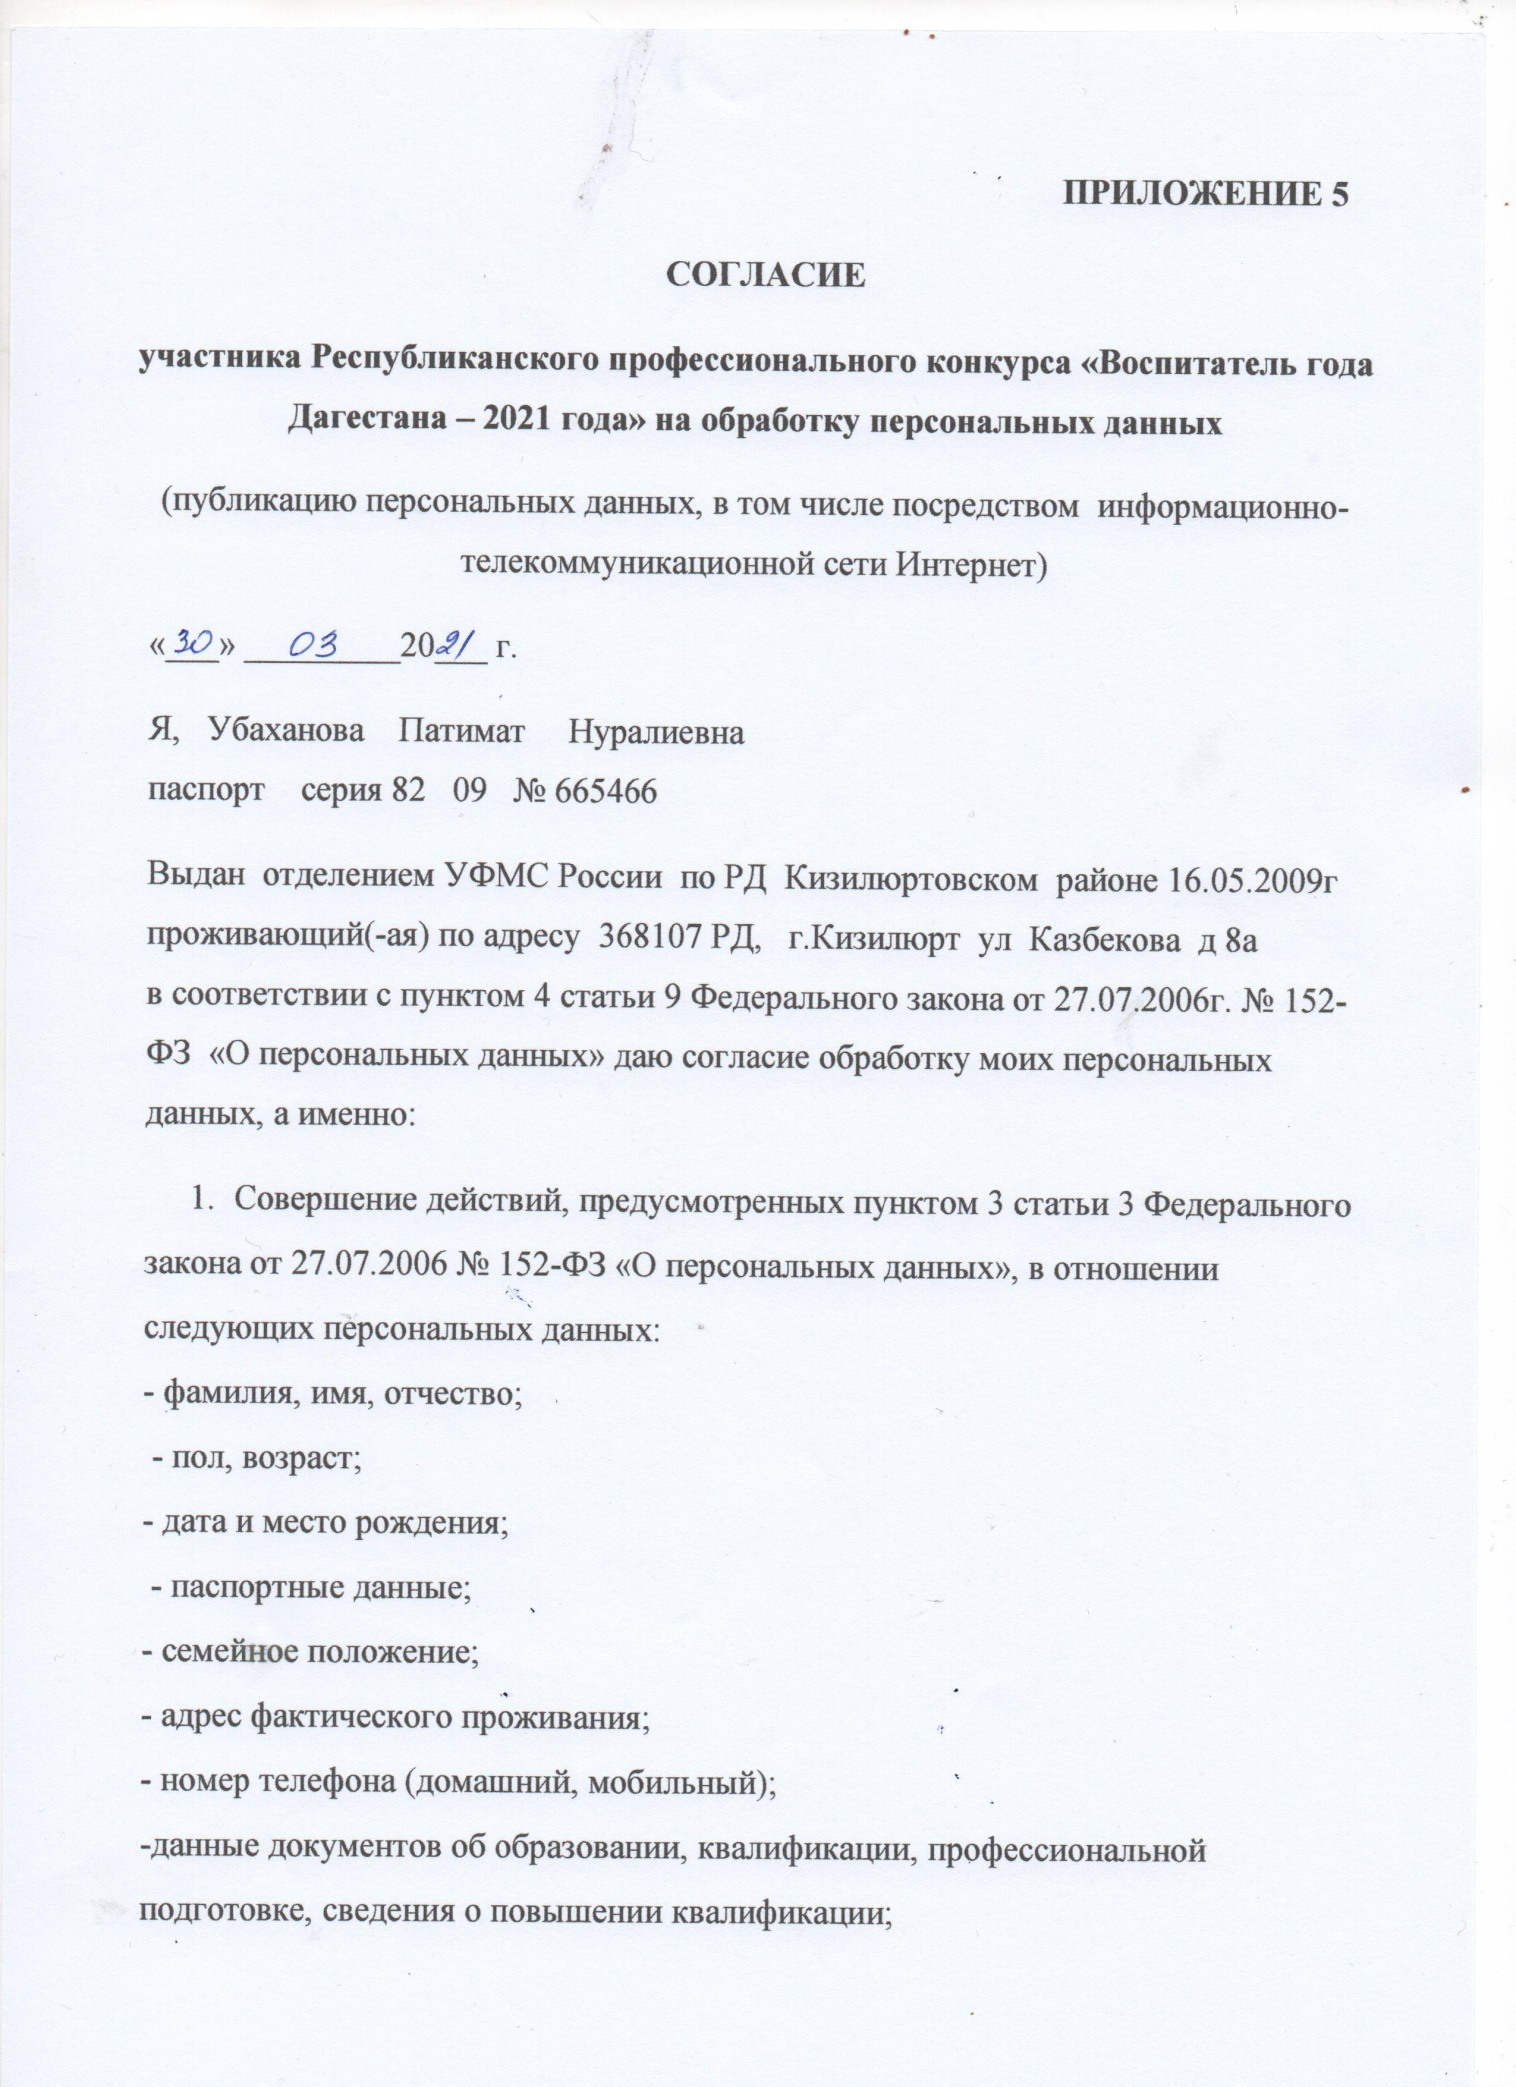 ПРИЛОЖЕНИЕ 5
СОГЛАСИЕ
участника Республиканского профессионального конкурса «Воспитатель года
Дагестана – 2021 года» на обработку персональных данных
(публикацию персональных данных, в том числе посредством информационно-
телекоммуникационной сети Интернет)
«30» 03 2021 г.
Я, Убаханова Патимат Нуралиевна
паспорт серия 82 09 № 665466
Выдан отделением УФМС России по РД Кизилюртовском районе 16.05.2009г
проживающий(-ая) по адресу 368107 РД, г.Кизилюрт ул Казбекова д 8а
в соответствии с пунктом 4 статьи 9 Федерального закона от 27.07.2006г. № 152-
ФЗ «О персональных данных» даю согласие обработку моих персональных
данных, а именно:
1. Совершение действий, предусмотренных пунктом 3 статьи 3 Федерального
закона от 27.07.2006 № 152-ФЗ «О персональных данных», в отношении
следующих персональных данных:
- фамилия, имя, отчество;
- пол, возраст;
- дата и место рождения;
- паспортные данные;
- семейное положение;
- адрес фактического проживания;
- номер телефона (домашний, мобильный);
-данные документов об образовании, квалификации, профессиональной
подготовке, сведения о повышении квалификации;